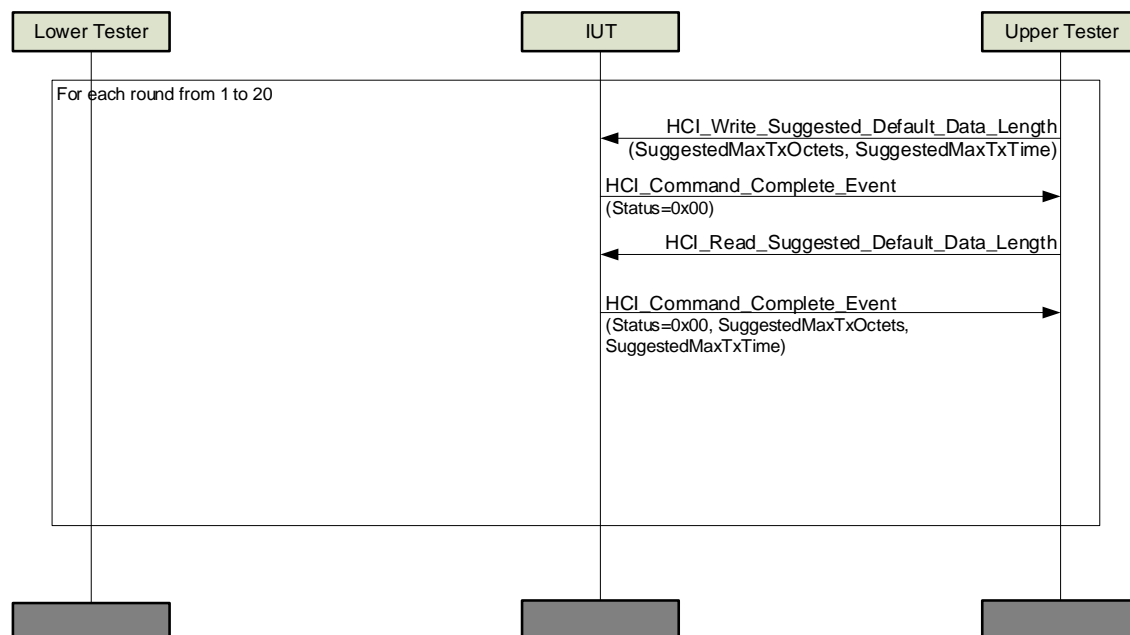 Lower Tester
IUT
Upper Tester
For each round from 1 to 20
HCI_Write_Suggested_Default_Data_Length
(SuggestedMaxTxOctets, SuggestedMaxTxTime)
HCI_Command_Complete_Event
(Status=0x00)
HCI_Read_Suggested_Default_Data_Length
HCI_Command_Complete_Event
(Status=0x00, SuggestedMaxTxOctets,
SuggestedMaxTxTime)